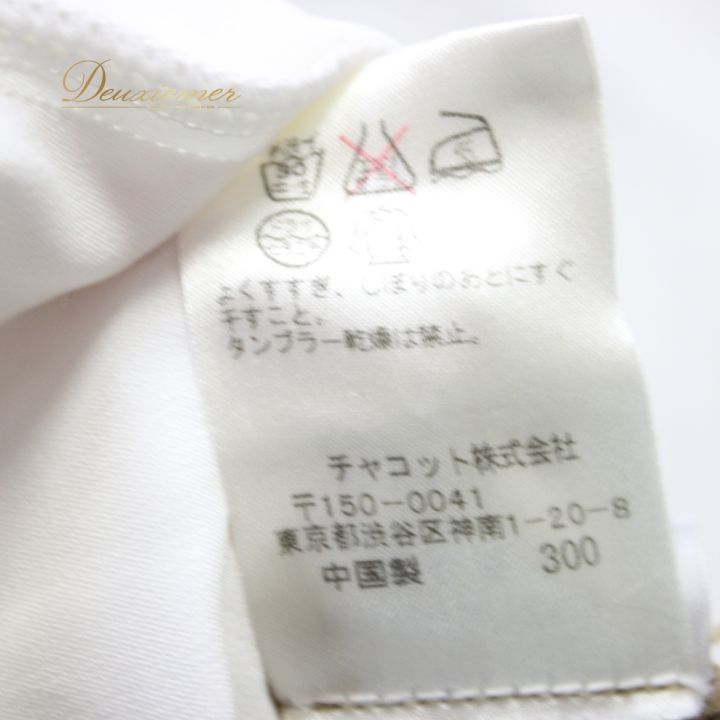 Deuxiemer
よくすすぎ、しぼりのあとにすぐ
干すこと。
タンブラー乾燥は禁止。
チャコット株式会社
〒150-0041
東京都渋谷区神南1-20-8
中国製 300